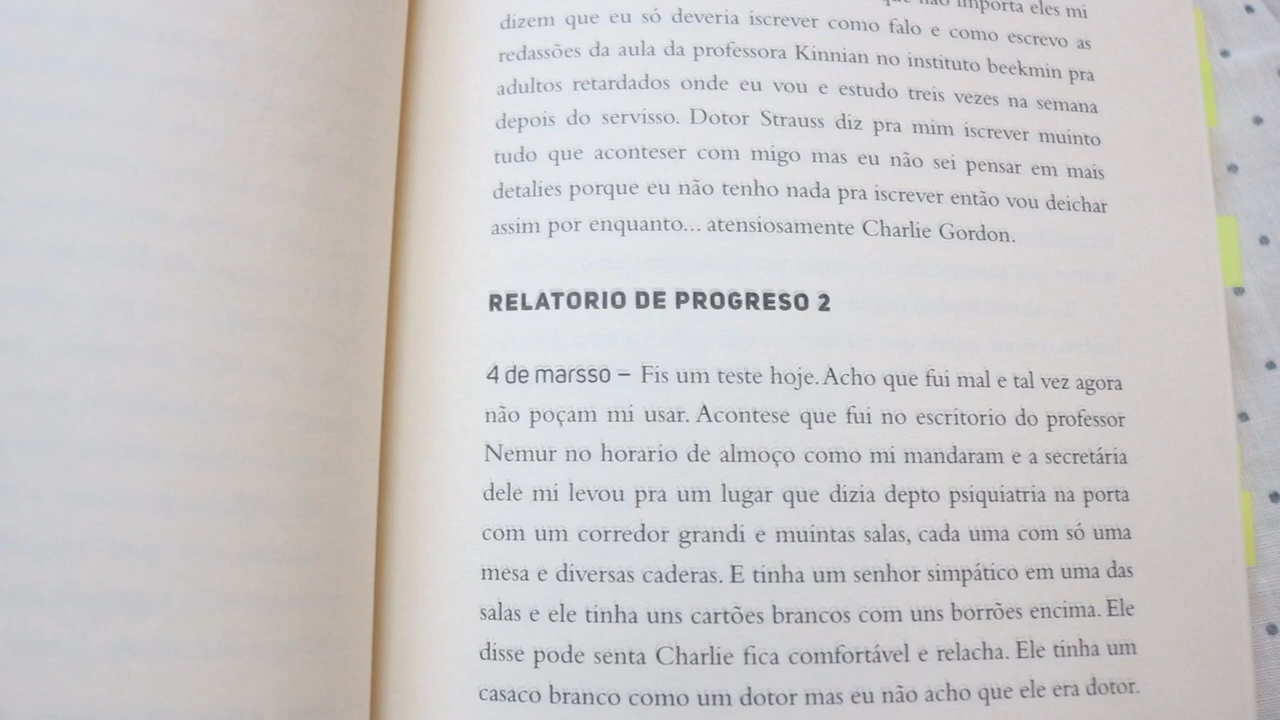 não importa eles mi
dizem que eu só deveria iscrever como falo e como escrevo as
redassões da aula da professora Kinnian no instituto beekmin pra
adultos retardados onde eu vou e estudo treis vezes na semana
depois do servisso. Dotor Strauss diz pra mim iscrever muinto
tudo que aconteser com migo mas eu não sei pensar em mais
detalies porque eu não tenho nada pra iscrever então vou deichar
assim por enquanto... atensiosamente Charlie Gordon.
RELATORIO DE PROGRESO 2
4 de marsso – Fis um teste hoje. Acho que fui mal e tal vez agora
não poçam mi usar. Acontese que fui no escritorio do professor
Nemur no horario de almoço como mi mandaram e a secretária
dele mi levou pra um lugar que dizia depto psiquiatria na porta
com um corredor grandi e muintas salas, cada uma com só uma
mesa e diversas caderas. E tinha um senhor simpático em uma das
salas e ele tinha uns cartões brancos com uns borrões encima. Ele
disse pode senta Charlie fica comfortável e relacha. Ele tinha um
casaco branco como um dotor mas eu não acho que ele era dotor.